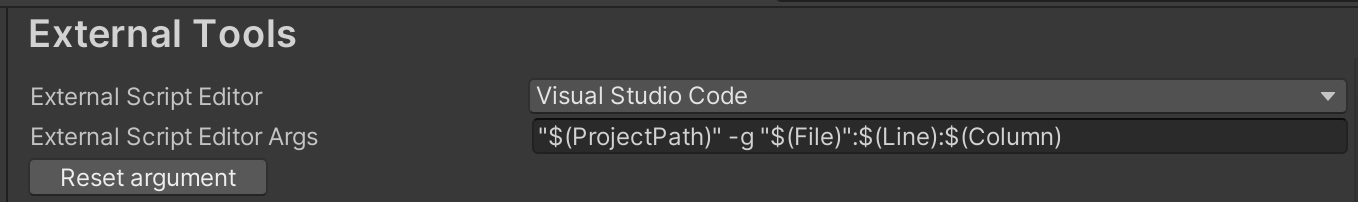 External Tools
External Script Editor Visual Studio Code
External Script Editor Args "$(ProjectPath)" -g "$(File)":$(Line):$(Column)
Reset argument